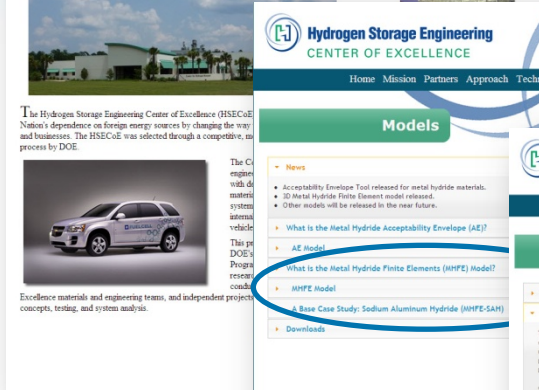 The Hydrogen Storage Engineering Center of Excellence (HSECoE
Nation's dependence on foreign energy sources by changing the way
and businesses. The HSECoE was selected through a competitive, m
process by DOE.
The C
engine
with d
materi
system
interna
vehicle
This pr
DOE's
Progra
resear
condu
Excellence materials and engineering teams, and independent projects
concepts, testing, and system analysis.
Hydrogen Storage Engineering
CENTER OF EXCELLENCE
Home Mission Partners Approach Tech
Models
News
Acceptability Envelope Tool released for metal hydride materials.
3D Metal Hydride Finite Element model released.
Other models will be released in the near future.
What is the Metal Hydride Acceptability Envelope (AE)?
AE Model
What is the Metal Hydride Finite Elements (MHFE) Model?
MHFE Model
A Base Case Study: Sodium Aluminum Hydride (MHFE-SAH)
Downloads